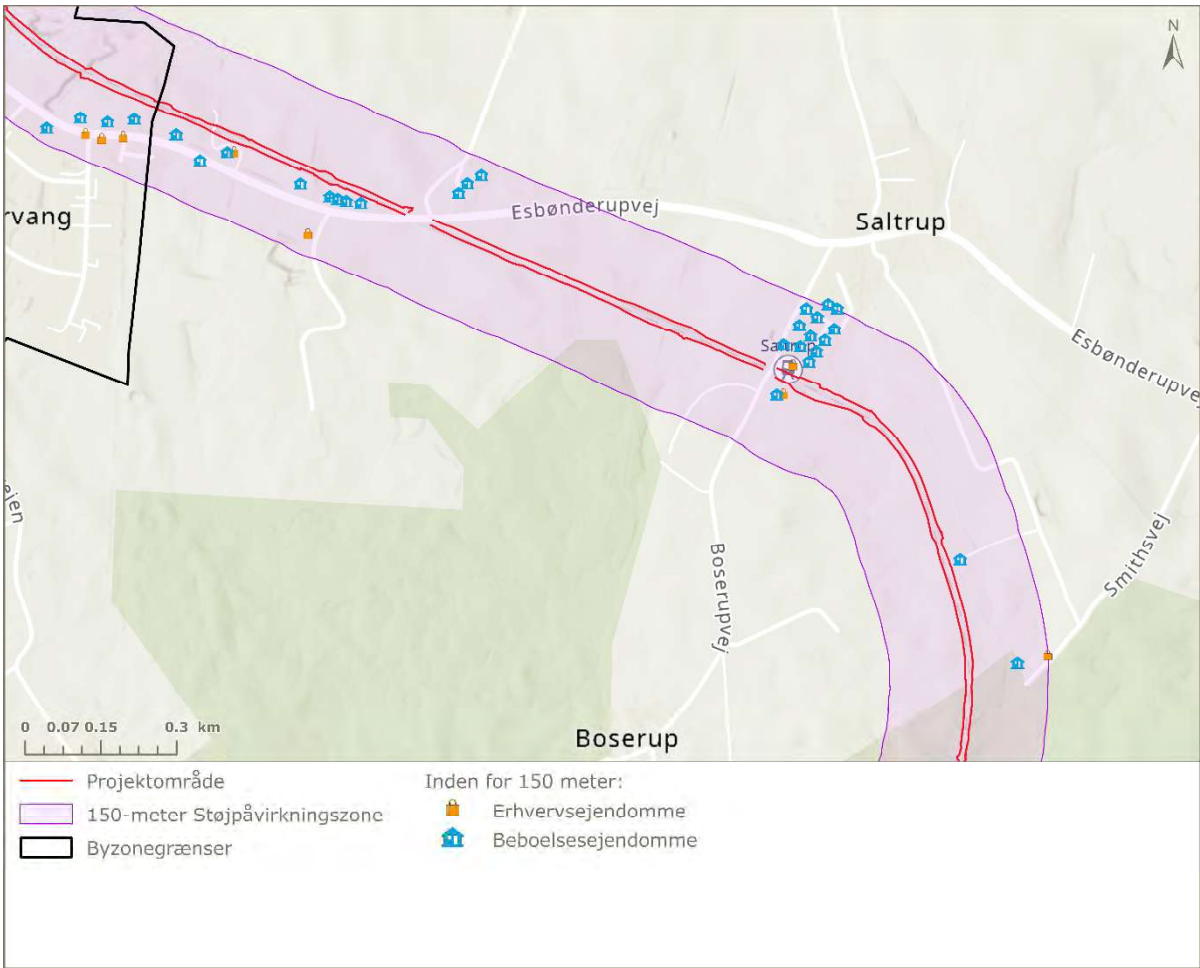 N
rvang
Esbønderupvej
Saltrup
Saltrup
Esbønderupvej
ejen
Boserupvej
Smithsvej
Boserup
0 0.07 0.15 0.3 km
Projektområde
150-meter Støjpåvirkningszone
Byzonegrænser
Inden for 150 meter:
Erhvervsejendomme
Beboelsesejendomme